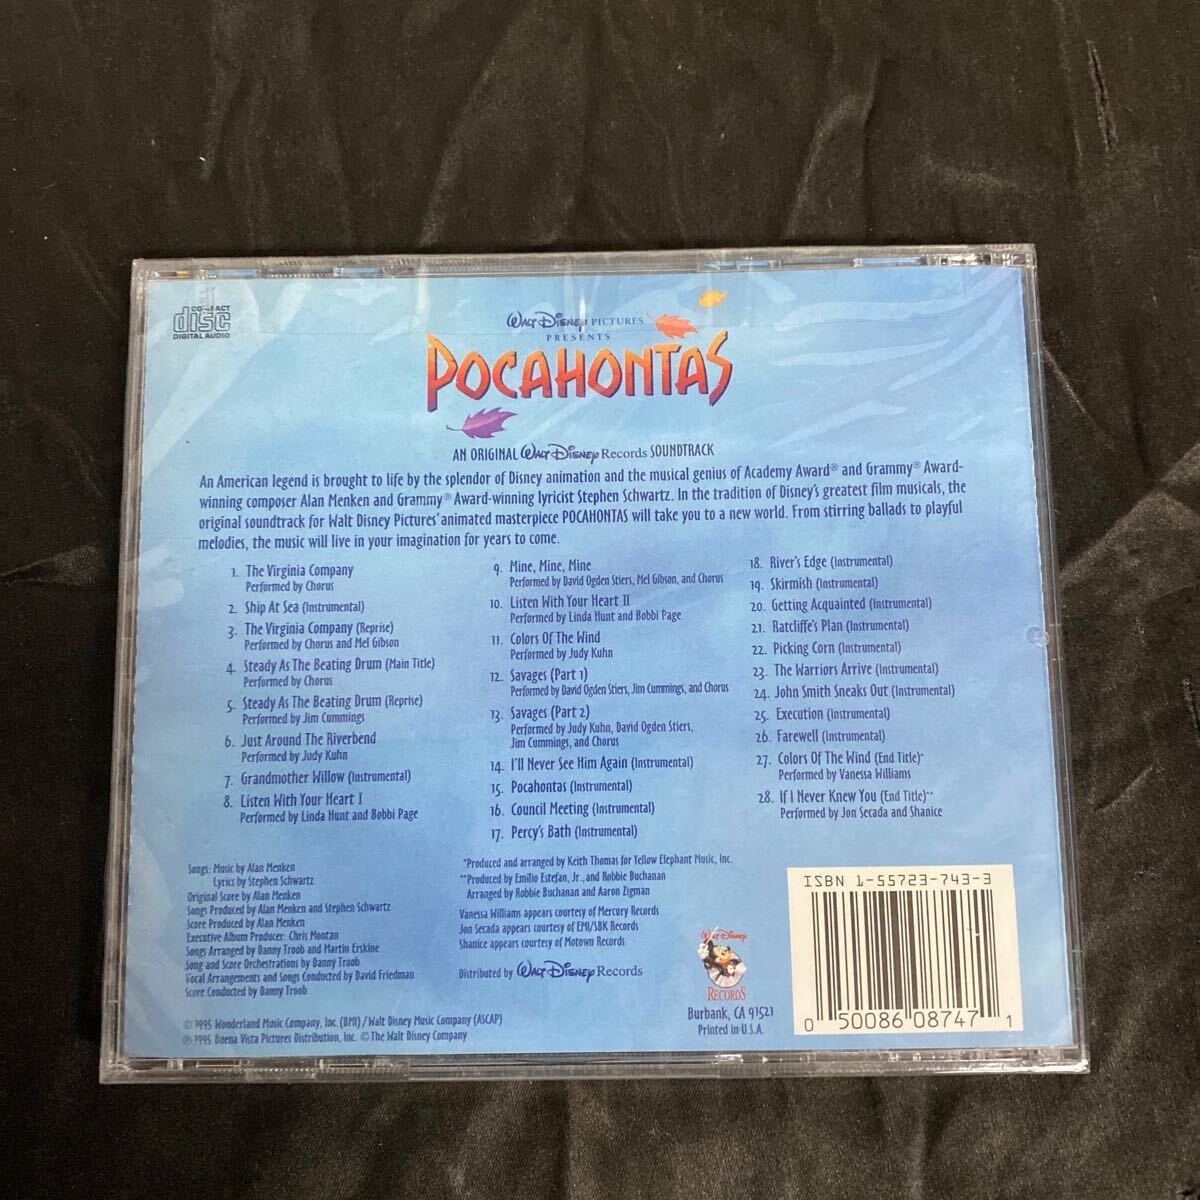 COMPACT
disc
DIGITAL AUDIO
Walt Disney PICTURES
PRESENTS
POCAHONTAS
AN ORIGINAL Walt Disney Records SOUNDTRACK
An American legend is brought to life by the splendor of Disney animation and the musical genius of Academy Award® and Grammy® Award-
winning composer Alan Menken and Grammy® Award-winning lyricist Stephen Schwartz. In the tradition of Disney's greatest film musicals, the
original soundtrack for Walt Disney Pictures' animated masterpiece POCAHONTAS will take you to a new world. From stirring ballads to playful
melodies, the music will live in your imagination for years to come.
1. The Virginia Company
Performed by Chorus
2. Ship At Sea (Instrumental)
3. The Virginia Company (Reprise)
Performed by Chorus and Mel Gibson
4. Steady As The Beating Drum (Main Title)
Performed by Chorus
5. Steady As The Beating Drum (Reprise)
Performed by Jim Cummings
6. Just Around The Riverbend
Performed by Judy Kuhn
7. Grandmother Willow (Instrumental)
8. Listen With Your Heart I
Performed by Linda Hunt and Bobbi Page
9. Mine, Mine, Mine
Performed by David Ogden Stiers, Mel Gibson, and Chorus
10. Listen With Your Heart II
Performed by Linda Hunt and Bobbi Page
11. Colors Of The Wind
Performed by Judy Kuhn
12. Savages (Part 1)
Performed by David Ogden Stiers, Jim Cummings, and Chorus
13. Savages (Part 2)
Performed by Judy Kuhn, David Ogden Stiers,
Jim Cummings, and Chorus
14. I'll Never See Him Again (Instrumental)
15. Pocahontas (Instrumental)
16. Council Meeting (Instrumental)
17. Percy's Bath (Instrumental)
18. River's Edge (Instrumental)
19. Skirmish (Instrumental)
20. Getting Acquainted (Instrumental)
21. Ratcliffe's Plan (Instrumental)
22. Picking Corn (Instrumental)
23. The Warriors Arrive (Instrumental)
24. John Smith Sneaks Out (Instrumental)
25. Execution (Instrumental)
26. Farewell (Instrumental)
27. Colors Of The Wind (End Title)*
Performed by Vanessa Williams
28. If I Never Knew You (End Title)**
Performed by Jon Secada and Shanice
Songs: Music by Alan Menken
Lyrics by Stephen Schwartz
Original Score by Alan Menken
Songs Produced by Alan Menken and Stephen Schwartz
Score Produced by Alan Menken
Executive Album Producer: Chris Montan
Songs Arranged by Danny Troob and Martin Erskine
Song and Score Orchestrations by Danny Troob
Vocal Arrangements and Songs Conducted by David Friedman
Score Conducted by Danny Troob
© 1995 Wonderland Music Company, Inc. (BMI) / Walt Disney Music Company (ASCAP)
℗ 1995 Buena Vista Pictures Distribution, Inc. © The Walt Disney Company
*Produced and arranged by Keith Thomas for Yellow Elephant Music, Inc.
**Produced by Emilio Estefan, Jr., and Robbie Buchanan
Arranged by Robbie Buchanan and Aaron Zigman
Vanessa Williams appears courtesy of Mercury Records
Jon Secada appears courtesy of EMI/SBK Records
Shanice appears courtesy of Motown Records
Distributed by Walt Disney Records
Walt Disney
RECORDS
Burbank, CA 91521
Printed in U.S.A.
ISBN 1-55723-743-3
0 50086 08747 1